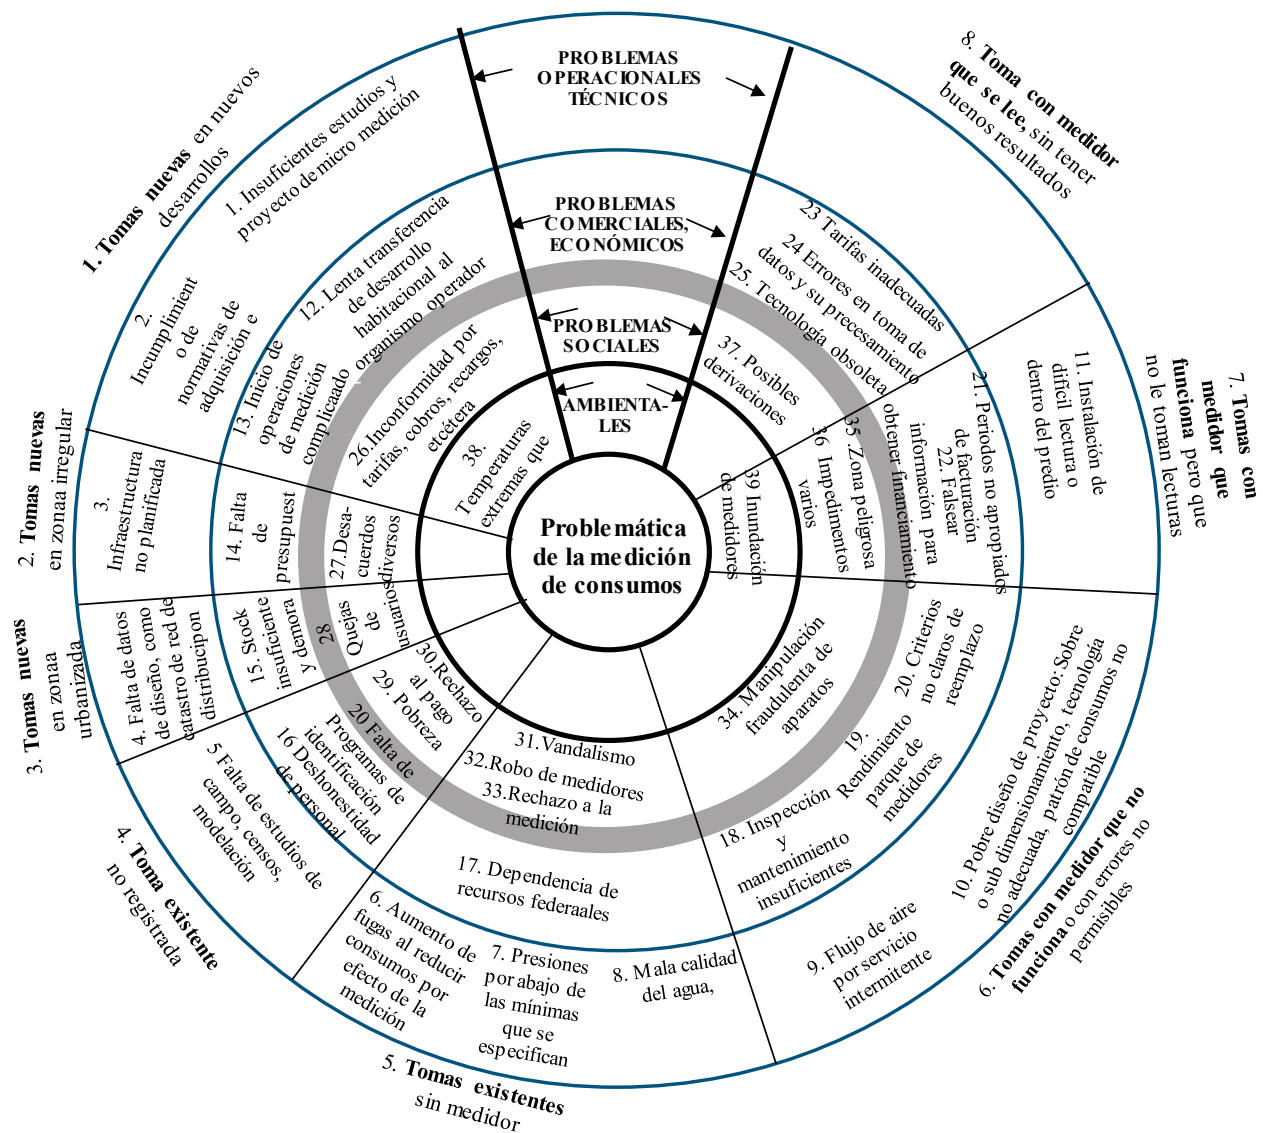 PROBLEMAS
OPERACIONALES
TÉCNICOS
PROBLEMAS
COMERCIALES,
ECONÓMICOS
PROBLEMAS
SOCIALES
AMBIENTA-
LES
Problemática
de la medición
de consumos
1. Tomas nuevas en nuevos
desarrollos
1. Insuficientes estudios y
proyecto de micro medición
2.
Incumplimient
o de
normativas de
adquisición e
12. Lenta transferencia
de desarrollo
habitacional al
organismo operador
13. Inicio de
operaciones
de medición
complicaado
26.Inconformidad por
tarifas, cobros, recargos,
etcétera
38.
Temperaturas
extremas que
2. Tomas nuevas
en zonaa irregular
3.
Infraestructura
no planificada
14. Falta
de
presupuest
27.Desa-
cuerdos
diversos
3. Tomas nuevas
en zonaa
urbanizada
4. Falta de datos
de diseño, como
catastro de red de
distribucipon
15. Stock
insuficiente
y demora
28
Quejas
de
usuarios
4. Toma existente
no registrada
5 Falta de estudios de
campo, censos,
modelación
16 Deshonestidad
de personal
20 Falta de
Programas de
identificación
29. Pobreza
30.Rechazo
al pago
5. Tomas existentes
sin medidor
6. Aumento de
fugas al reducir
consumos por
efecto de la
medición
7. Presiones
por abajo de
las mínimas
que se
especifican
8. Mala calidad
del agua,
17. Dependencia de
recursos federaales
31.Vandalismo
32.Robo de medidores
33.Rechazo a la
medición
6. Tomas con medidor que no
funciona o con errores no
permisibles
9. Flujo de aire
por servicio
intermitente
10. Pobre diseño de proyecto: Sobre
o sub dimensionamiento, tecnología
no adecuada, patrón de consumos no
compatible
18. Inspección
y
mantenimiento
insuficientes
19.
Rendimiento
parque de
medidores
20. Criterios
no claros de
reemplazo
34. Manipulación
fraudulenta de
aparatos
7. Tomas con
medidor que
funciona pero que
no le toman lecturas
11. Instalación de
difícil lectura o
dentro del predio
21. Periodos no apropiados
de facturación
22. Falsear
información para
obtener financiamiento
35 .Zona peligrosa
36 Impedimentos
varios
39 Inundación
de medidores
8. Toma con medidor
que se lee, sin tener
buenos resultados
23 Tarifas inadecuadas
24 Errores en toma de
datos y su precesamiento
25. Tecnología obsoleta
37. Posibles
derivaciones